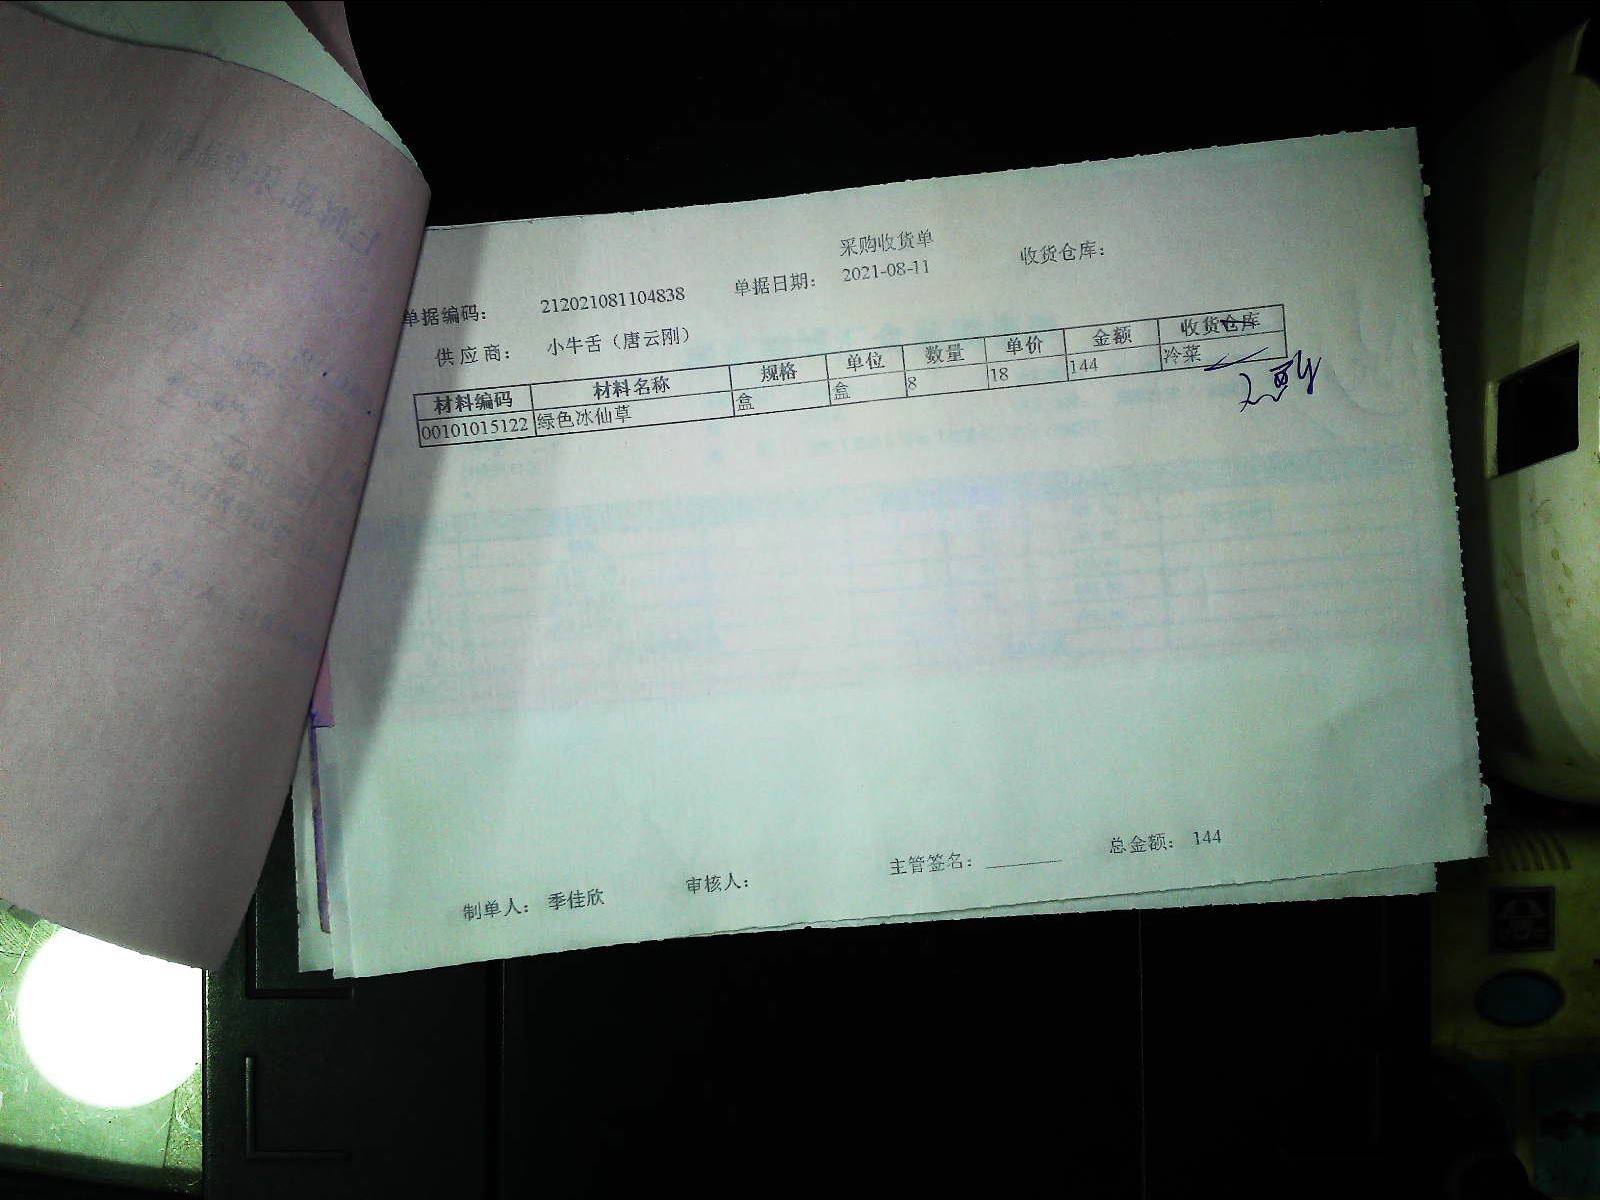 采购收货单
单据编码： 212021081104838 单据日期： 2021-08-11 收货仓库：
供应商： 小牛舌（唐云刚）
材料编码 材料名称 规格 单位 数量 单价 金额 收货仓库
00101015122 绿色冰仙草 盒 盒 8 18 144 冷菜
制单人： 季佳欣 审核人： 主管签名： 总金额： 144